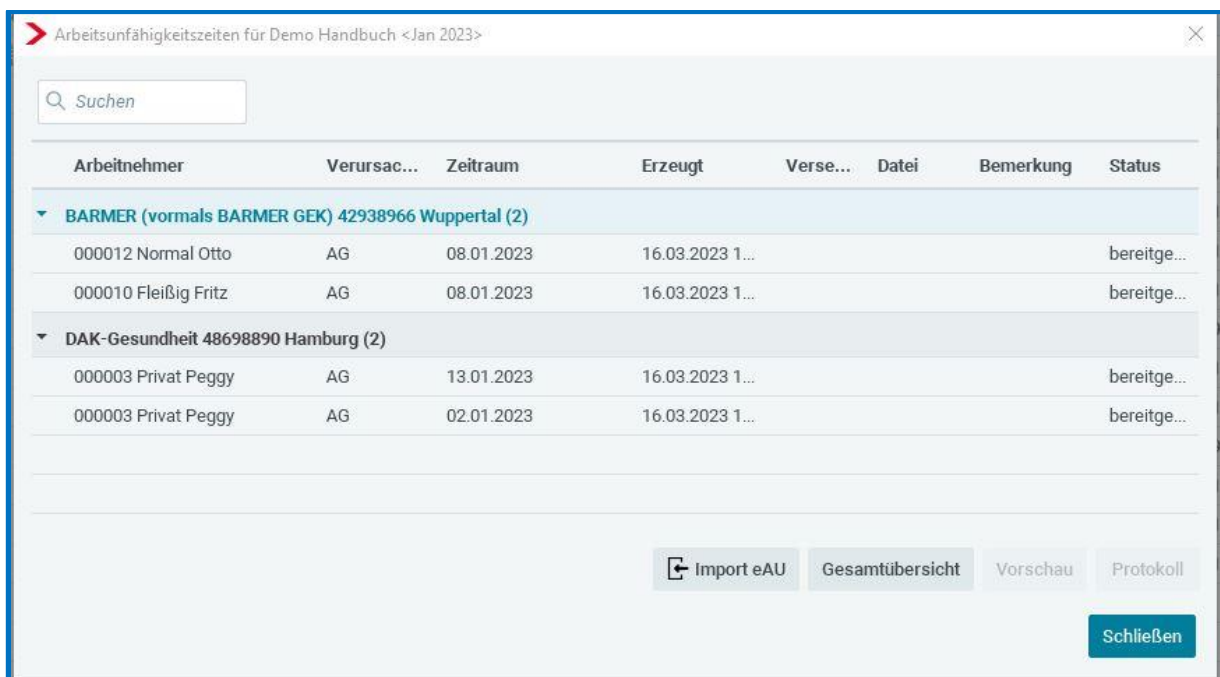 Arbeitsunfähigkeitszeiten für Demo Handbuch <Jan 2023>
Suchen
Arbeitnehmer Verursac... Zeitraum Erzeugt Verse... Datei Bemerkung Status
BARMER (vormals BARMER GEK) 42938966 Wuppertal (2)
000012 Normal Otto AG 08.01.2023 16.03.2023 1... bereitge...
000010 Fleißig Fritz AG 08.01.2023 16.03.2023 1... bereitge...
DAK-Gesundheit 48698890 Hamburg (2)
000003 Privat Peggy AG 13.01.2023 16.03.2023 1... bereitge...
000003 Privat Peggy AG 02.01.2023 16.03.2023 1... bereitge...
Import eAU Gesamtübersicht Vorschau Protokoll
Schließen